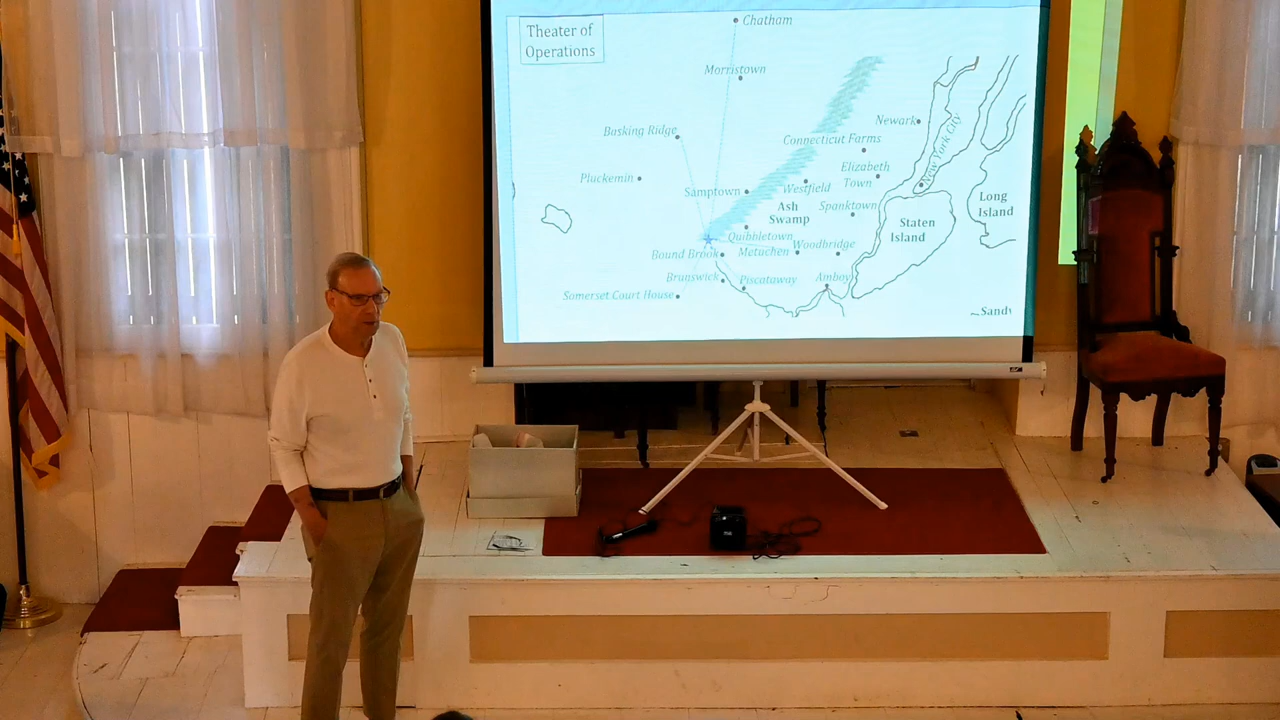 Theater of
Operations
Chatham
Morristown
Newark
Basking Ridge
Connecticut Farms
Elizabeth
Town
Pluckemin
Samptown
Westfield
New York City
Ash
Swamp
Spanktown
Long
Island
Staten
Island
Quibbletown
Bound Brook
Metuchen
Woodbridge
Brunswick
Piscataway
Amboy
Somerset Court House
Sandy